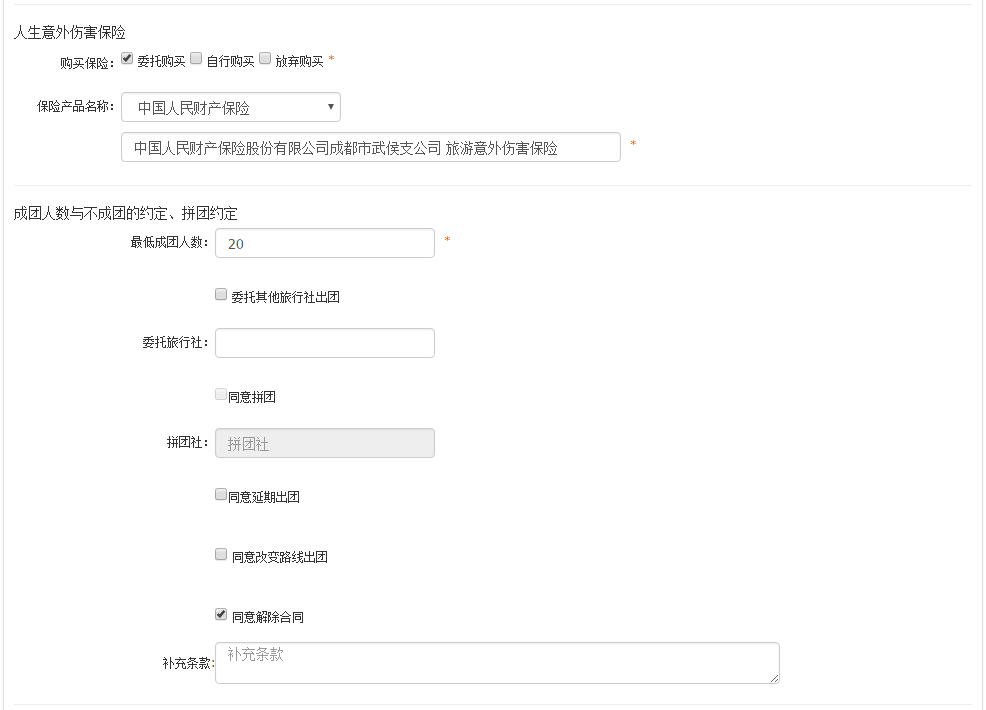 人生意外伤害保险
购买保险： 委托购买 自行购买 放弃购买 *
保险产品名称： 中国人民财产保险
中国人民财产保险股份有限公司成都市武侯支公司 旅游意外伤害保险 *
成团人数与不成团的约定、拼团约定
最低成团人数： 20 *
委托其他旅行社出团
委托旅行社：
同意拼团
拼团社： 拼团社
同意延期出团
同意改变路线出团
同意解除合同
补充条款: 补充条款